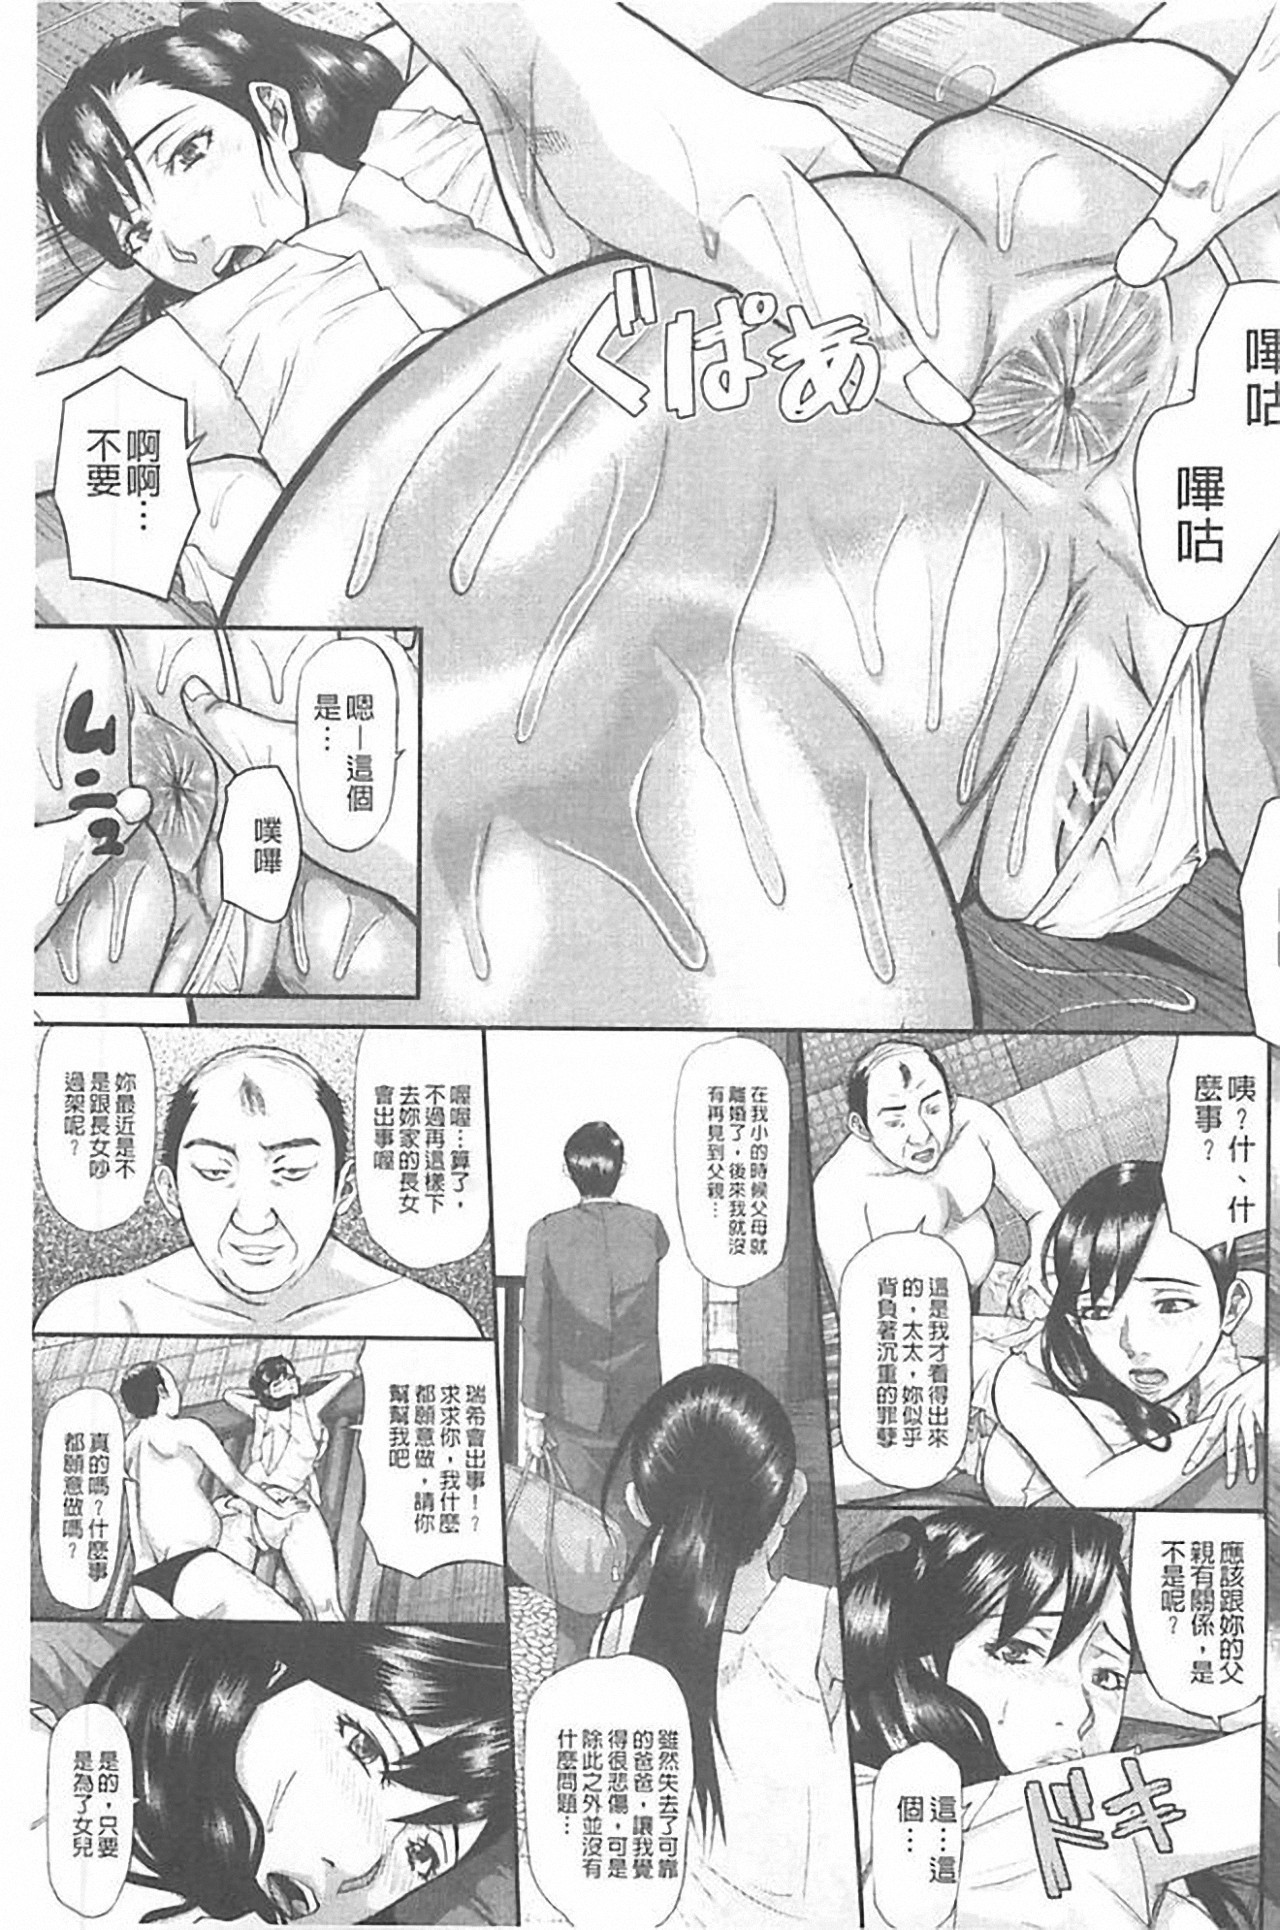 嗶
咕
嗶
咕
ぐぱあ
啊啊…
不要
嗯—這個
是…
噗嗶
ムニュ
咦？什、什
麼事？
這是我才看得出來
的，太太，妳似乎
背負著沉重的罪孽
應該跟妳的父
親有關係，是
不是呢？
ドキ
這…這
個…
在我小的時候父母就
離婚了，後來我就沒
有再見到父親…
雖然失去了可靠
的爸爸，讓我覺
得很悲傷，可是
除此之外並沒有
什麼問題…
喔喔…算了，
不過再這樣下
去妳家的長女
會出事喔
妳最近是不
是跟長女吵
過架呢？
瑞希會出事！？
求求你，我什麼
都願意做，請你
幫幫我吧
真的嗎？什麼事
都願意做嗎？
是的，只要
是為了女兒